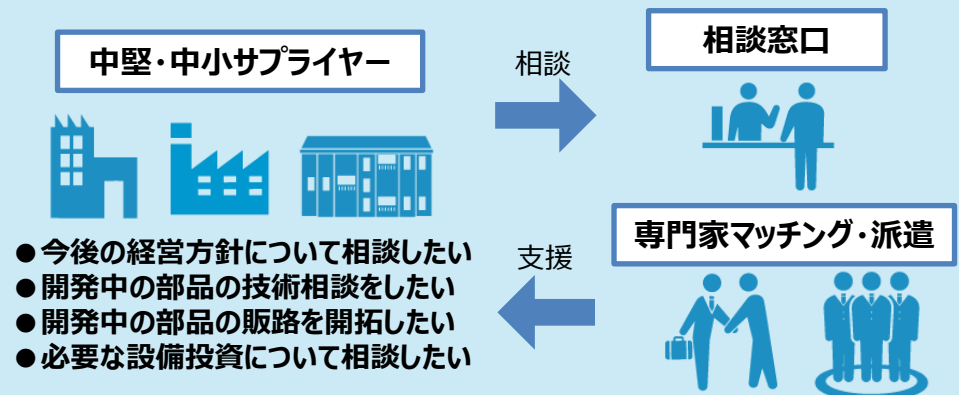 中堅・中小サプライヤー
相談
相談窓口
●今後の経営方針について相談したい
●開発中の部品の技術相談をしたい
●開発中の部品の販路を開拓したい
●必要な設備投資について相談したい
支援
専門家マッチング・派遣